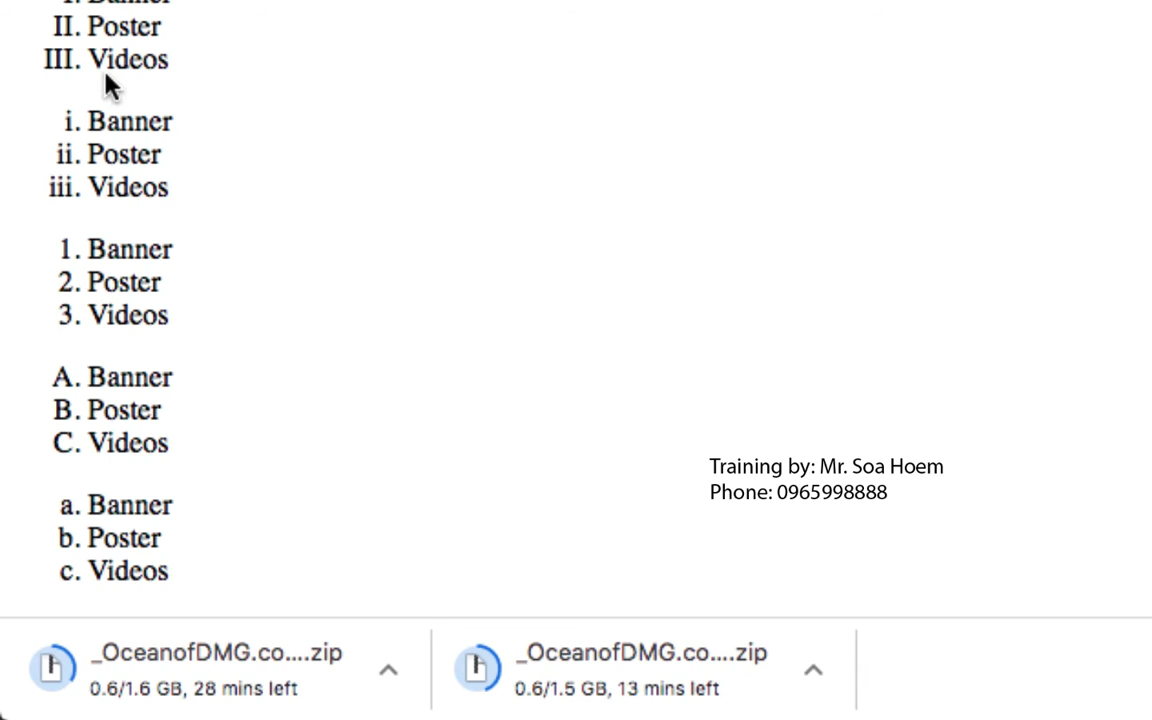 I. Banner
II. Poster
III. Videos
i. Banner
ii. Poster
iii. Videos
1. Banner
2. Poster
3. Videos
A. Banner
B. Poster
C. Videos
a. Banner
b. Poster
c. Videos
Training by: Mr. Soa Hoem
Phone: 0965998888
_OceanofDMG.co....zip
0.6/1.6 GB, 28 mins left
_OceanofDMG.co....zip
0.6/1.5 GB, 13 mins left